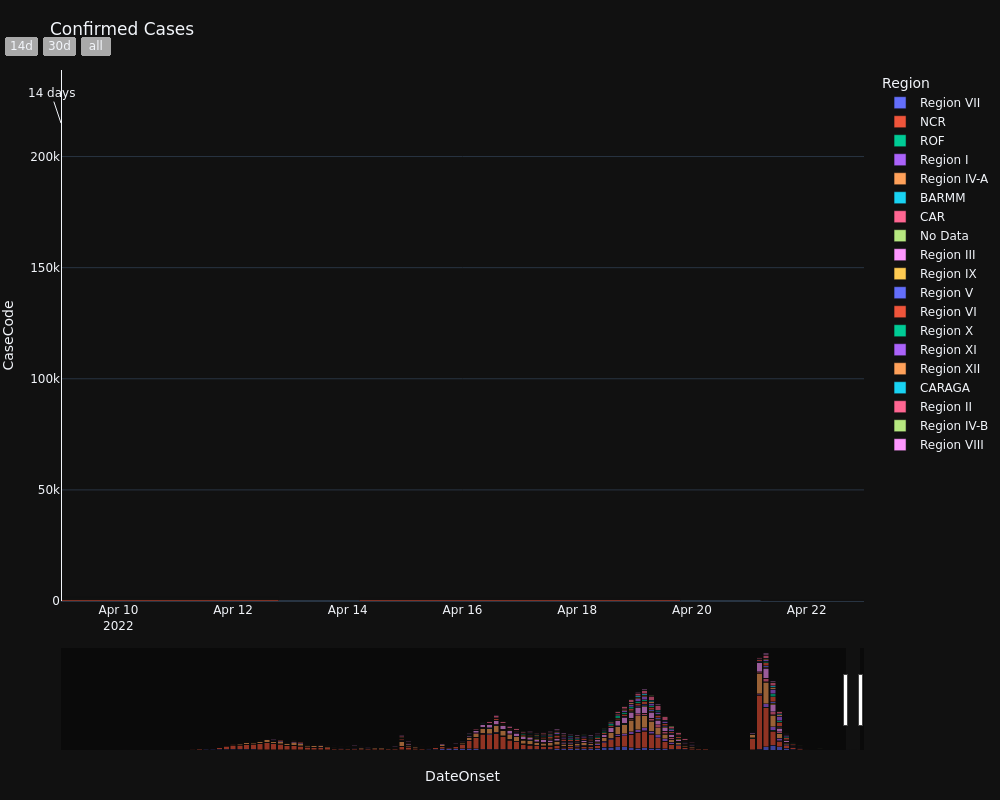 Confirmed Cases
14d 30d all
14 days
200k
150k
100k
50k
0
CaseCode
Apr 10 Apr 12 Apr 14 Apr 16 Apr 18 Apr 20 Apr 22
2022
DateOnset
Region
Region VII
NCR
ROF
Region I
Region IV-A
BARMM
CAR
No Data
Region III
Region IX
Region V
Region VI
Region X
Region XI
Region XII
CARAGA
Region II
Region IV-B
Region VIII